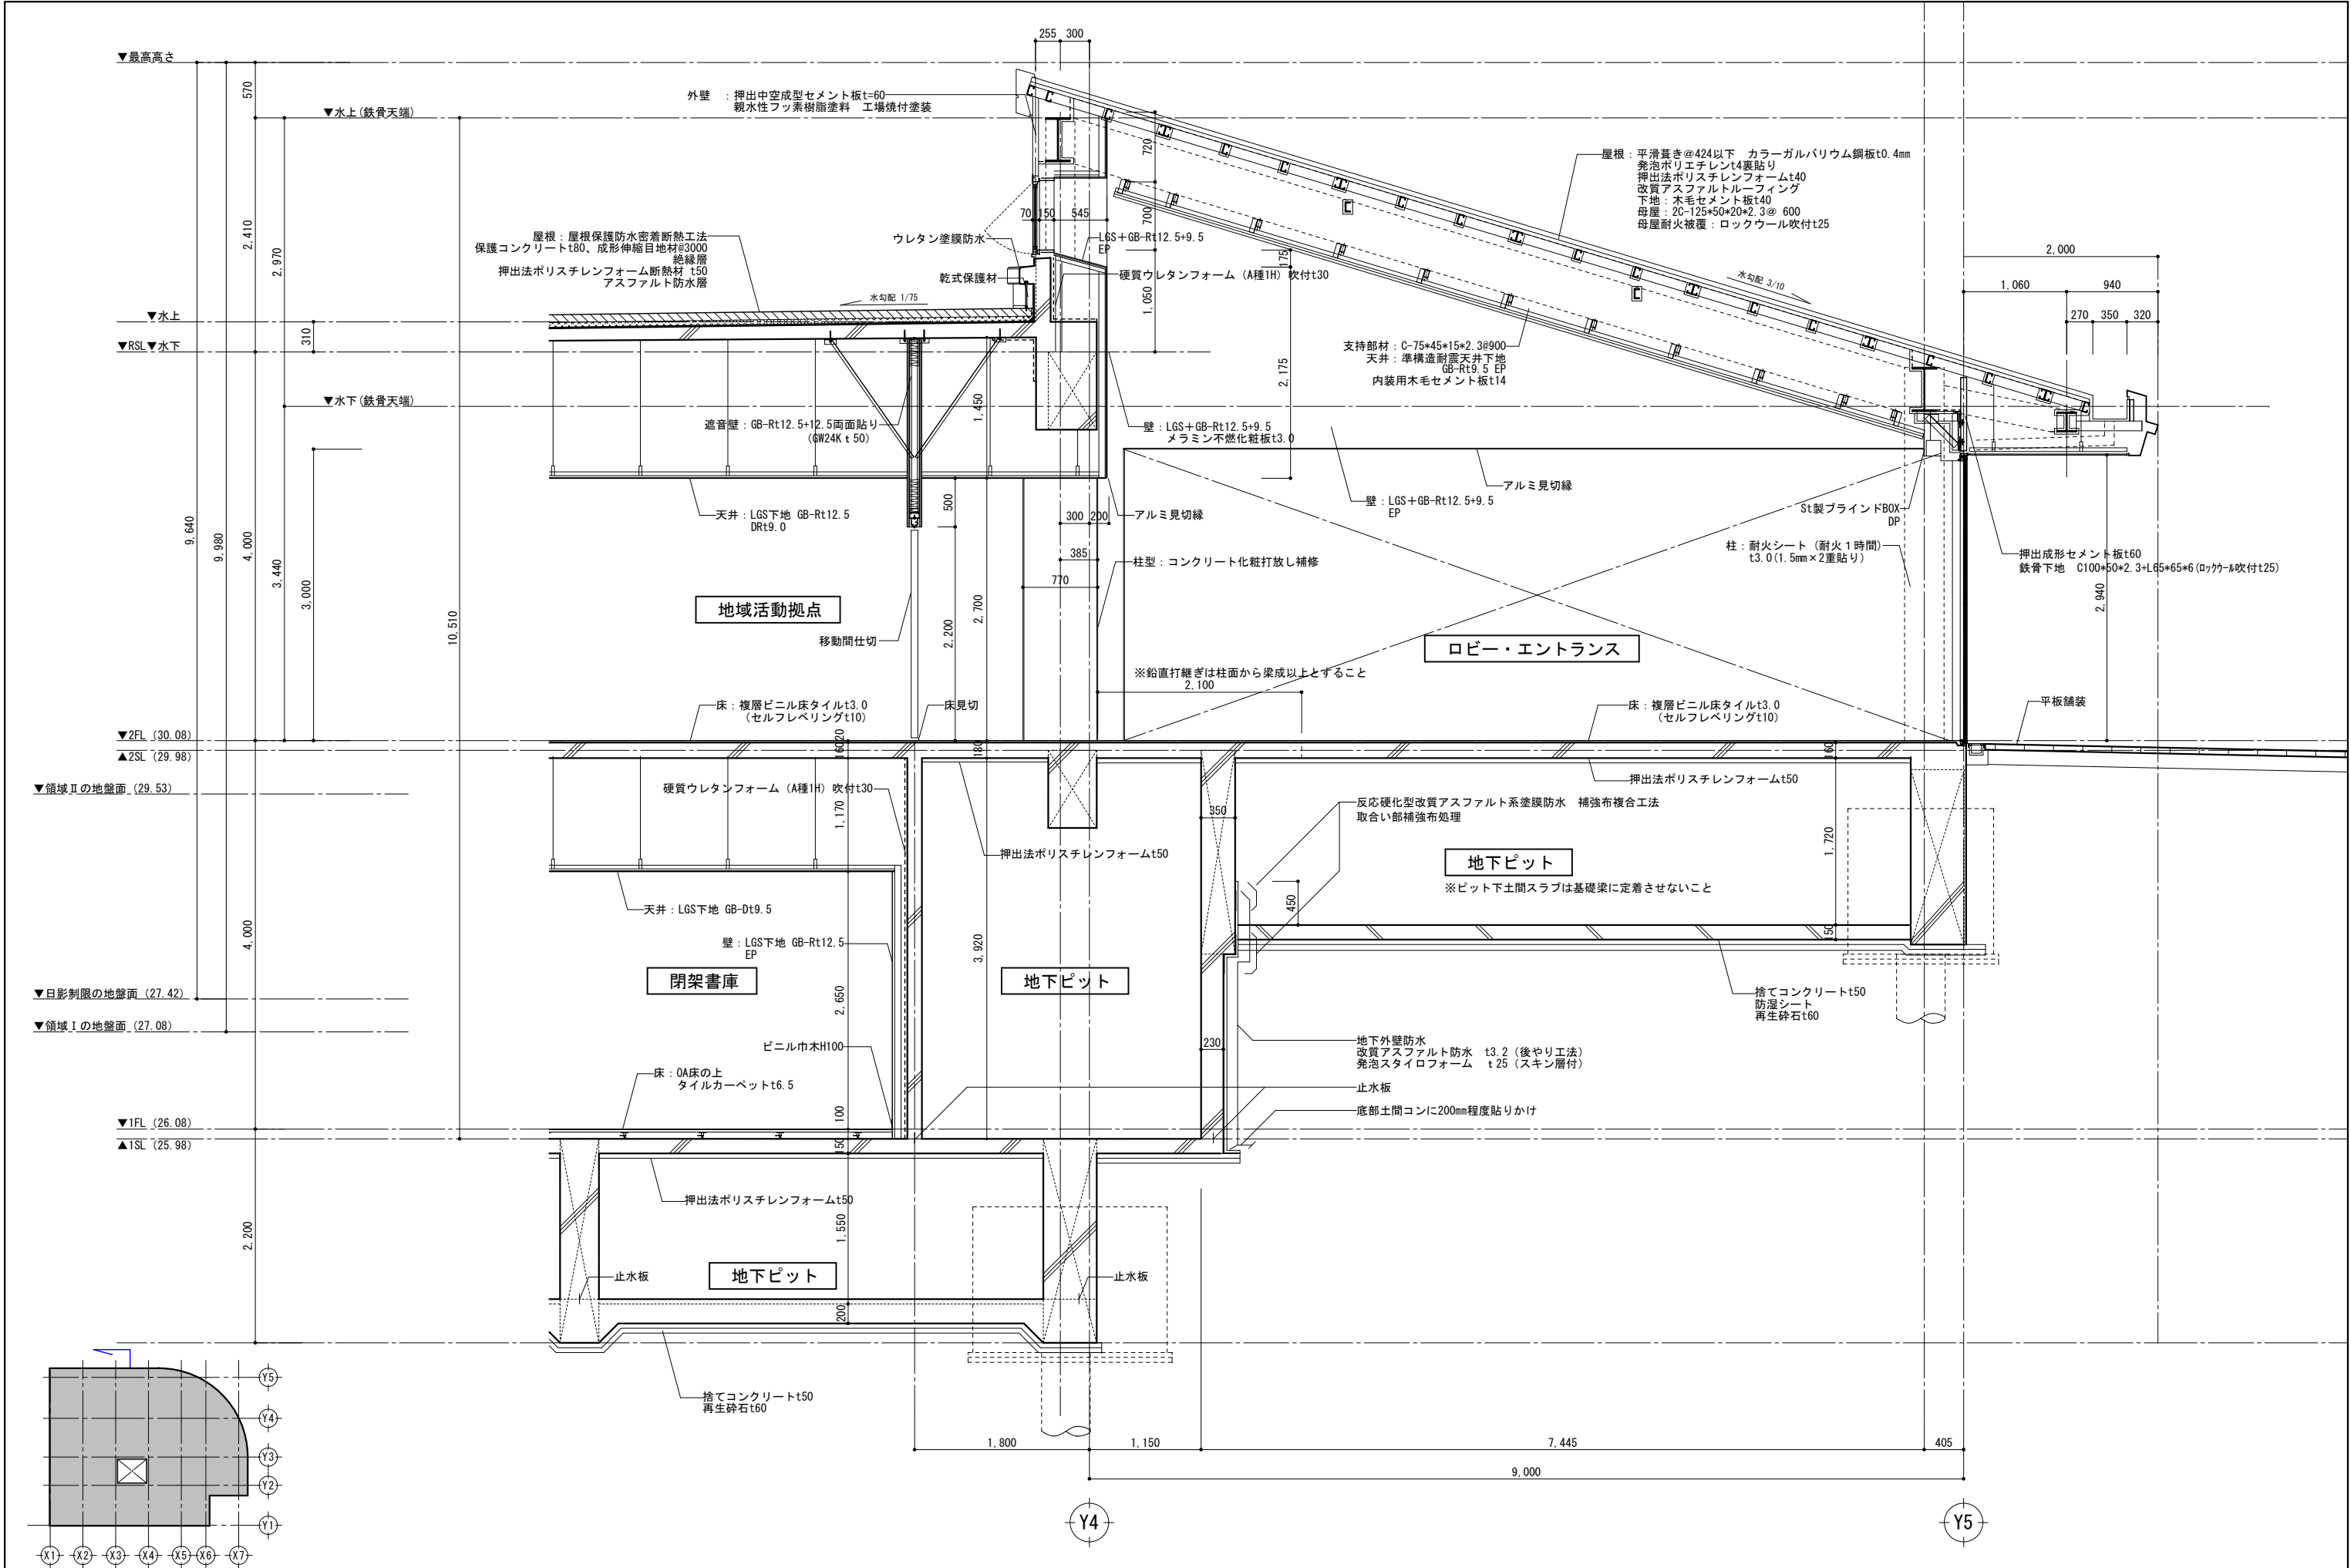 ▼最高高さ
255
300
570
▼水上(鉄骨天端)
外壁 :押出中空成型セメント板t=60
親水性フッ素樹脂塗料 工場焼付塗装
720
屋根:平滑葺き@424以下 カラーガルバリウム鋼板t0.4mm
発泡ポリエチレンt4裏貼り
押出法ポリスチレンフォームt40
改質アスファルトルーフィング
下地:木毛セメント板t40
母屋:2C-125*50*20*2.3@ 600
母屋耐火被覆:ロックウール吹付t25
2,410
2,970
屋根:屋根保護防水密着断熱工法
保護コンクリートt80、成形伸縮目地材@3000
絶縁層
押出法ポリスチレンフォーム断熱材 t50
アスファルト防水層
70
150
545
700
ウレタン塗膜防水
LGS+GB-Rt12.5+9.5
EP
175
乾式保護材
硬質ウレタンフォーム (A種1H) 吹付t30
水勾配 3/10
2,000
1,060
940
水勾配 1/75
1,050
▼水上
310
270
350
320
▼RSL▼水下
支持部材:C-75*45*15*2.3@900
天井:準構造耐震天井下地
GB-Rt9.5 EP
内装用木毛セメント板t14
2,175
▼水下(鉄骨天端)
1,450
遮音壁:GB-Rt12.5+12.5両面貼り
(GW24Kt50)
壁:LGS+GB-Rt12.5+9.5
メラミン不燃化粧板t3.0
アルミ見切縁
壁:LGS+GB-Rt12.5+9.5
EP
St製ブラインドBOX
DP
天井:LGS下地 GB-Rt12.5
DRt9.0
500
300
200
アルミ見切縁
9,640
9,980
4,000
3,440
3,000
385
770
柱型:コンクリート化粧打放し補修
柱:耐火シート (耐火1時間)
t3.0(1.5mm×2重貼り)
押出成形セメント板t60
鉄骨下地 C100*50*2.3+L65*65*6(ロックウール吹付t25)
10,510
地域活動拠点
2,700
2,940
移動間仕切
2,200
ロビー・エントランス
※鉛直打継ぎは柱面から梁成以上とすること
2,100
床:複層ビニル床タイルt3.0
(セルフレベリングt10)
床見切
床:複層ビニル床タイルt3.0
(セルフレベリングt10)
平板舗装
▼2FL (30.08)
▲2SL (29.98)
20
160
180
160
▼領域Ⅱの地盤面 (29.53)
硬質ウレタンフォーム (A種1H) 吹付t30
押出法ポリスチレンフォームt50
1,170
350
反応硬化型改質アスファルト系塗膜防水 補強布複合工法
取合い部補強布処理
1,720
押出法ポリスチレンフォームt50
地下ピット
※ピット下土間スラブは基礎梁に定着させないこと
天井:LGS下地 GB-Dt9.5
450
4,000
壁:LGS下地 GB-Rt12.5
EP
3,920
150
閉架書庫
地下ピット
2,650
▼日影制限の地盤面 (27.42)
捨てコンクリートt50
防湿シート
再生砕石t60
▼領域Ⅰの地盤面 (27.08)
ビニル巾木H100
230
地下外壁防水
改質アスファルト防水 t3.2 (後やり工法)
発泡スタイロフォーム t25 (スキン層付)
床:OA床の上
タイルカーペットt6.5
止水板
底部土間コンに200mm程度貼りかけ
100
▼1FL (26.08)
▲1SL (25.98)
150
押出法ポリスチレンフォームt50
1,550
2,200
地下ピット
止水板
止水板
200
捨てコンクリートt50
再生砕石t60
Y5
Y4
Y3
Y2
Y1
X1
X2
X3
X4
X5
X6
X7
1,800
1,150
7,445
405
9,000
Y4
Y5